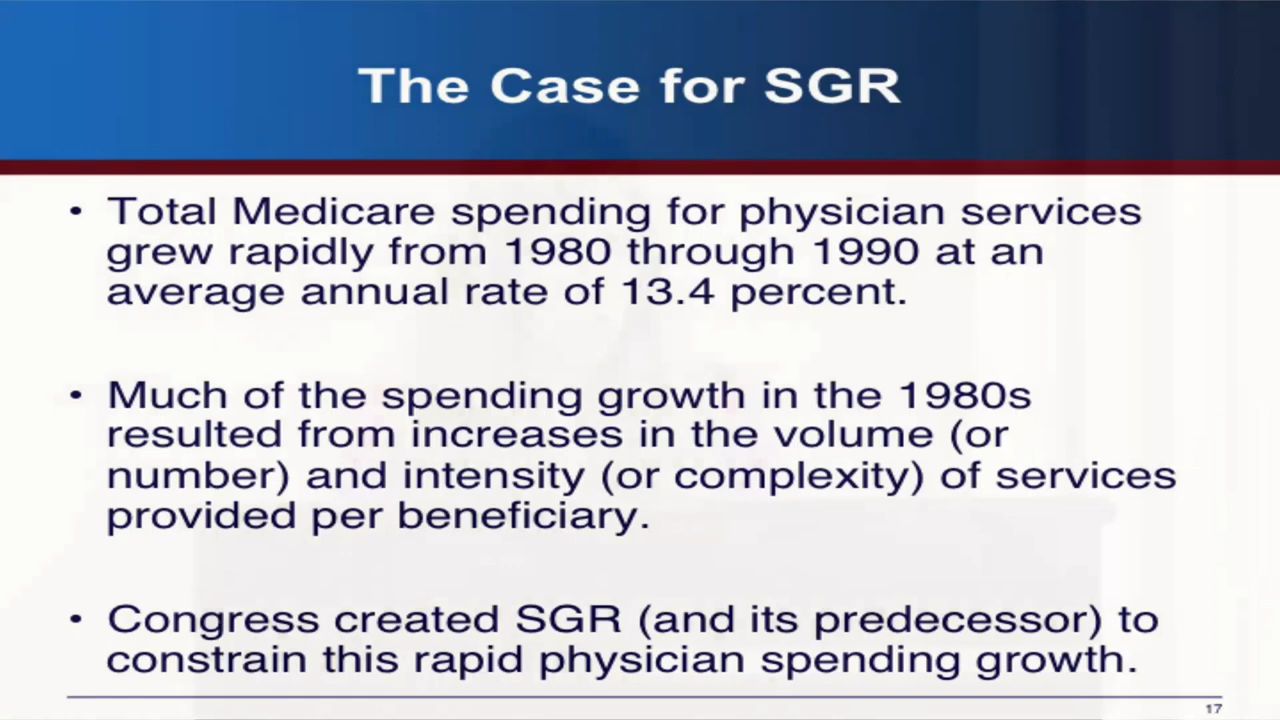 The Case for SGR
• Total Medicare spending for physician services
grew rapidly from 1980 through 1990 at an
average annual rate of 13.4 percent.
• Much of the spending growth in the 1980s
resulted from increases in the volume (or
number) and intensity (or complexity) of services
provided per beneficiary.
• Congress created SGR (and its predecessor) to
constrain this rapid physician spending growth.
17